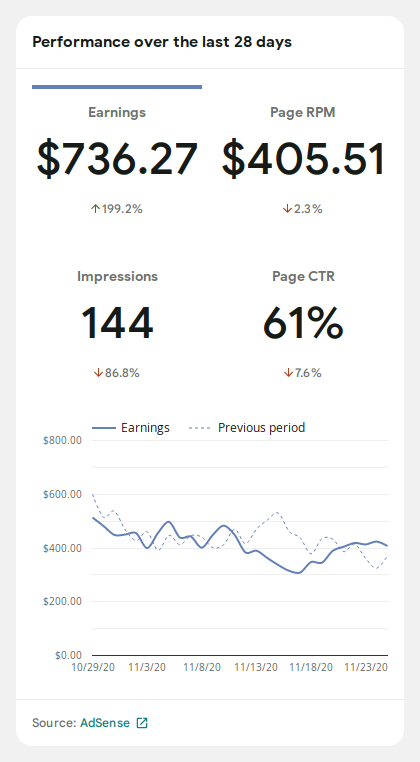 Performance over the last 28 days
Earnings Page RPM
$736.27 $405.51
↑199.2% ↓2.3%
Impressions Page CTR
144 61%
↓86.8% ↓7.6%
Earnings Previous period
$800.00
$600.00
$400.00
$200.00
$0.00
10/29/20 11/3/20 11/8/20 11/13/20 11/18/20 11/23/20
Source: AdSense